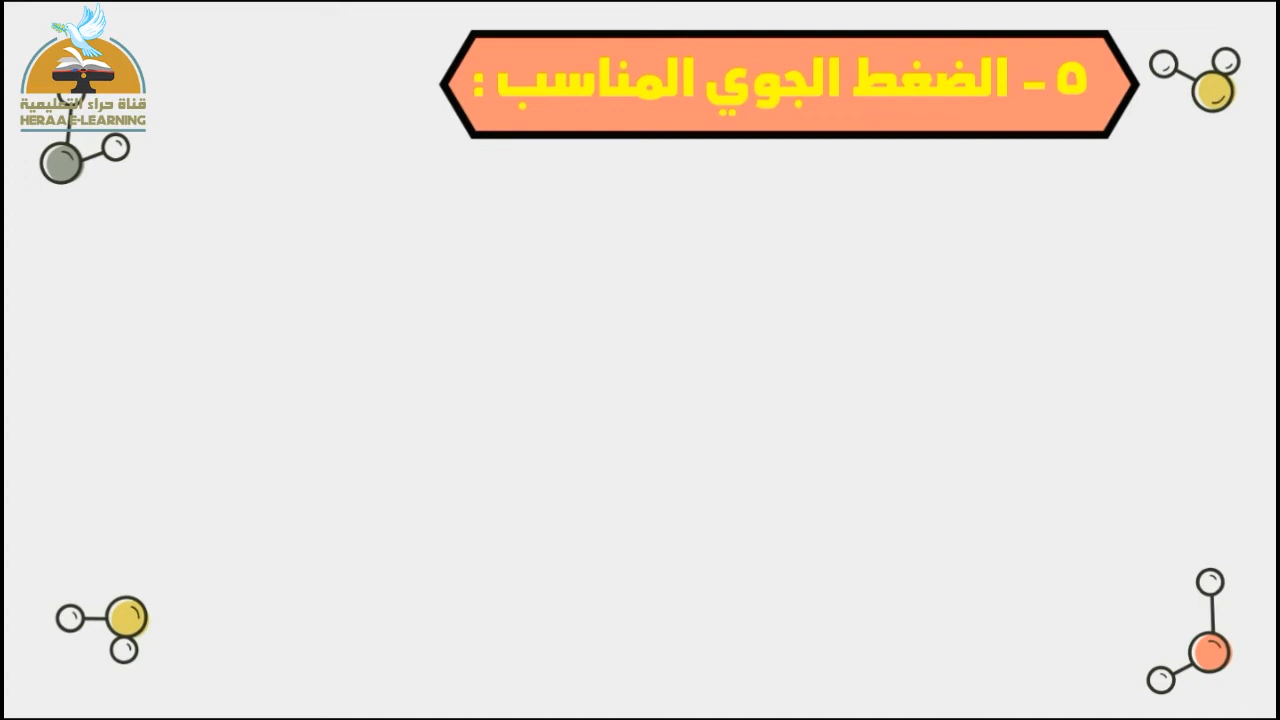 ٥ - الضغط الجوي المناسب :
قناة حراء التعليمية
HERAA E-LEARNING